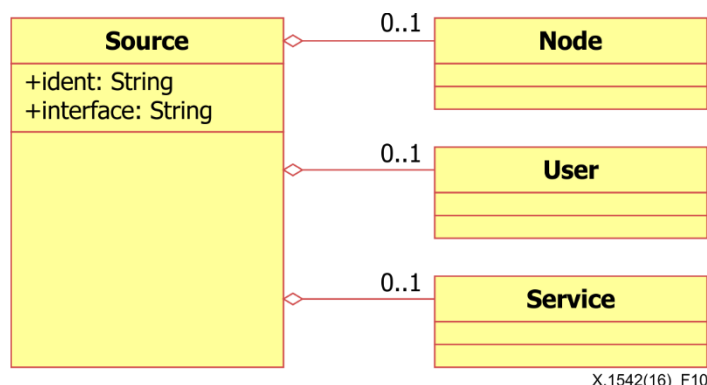 Source
+ident: String
+interface: String
0..1
Node
0..1
User
0..1
Service
X.1542(16)_F10